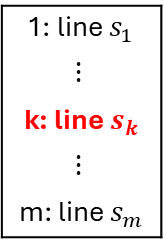 1: line s₁
⋮
k: line sₖ
⋮
m: line sₘ